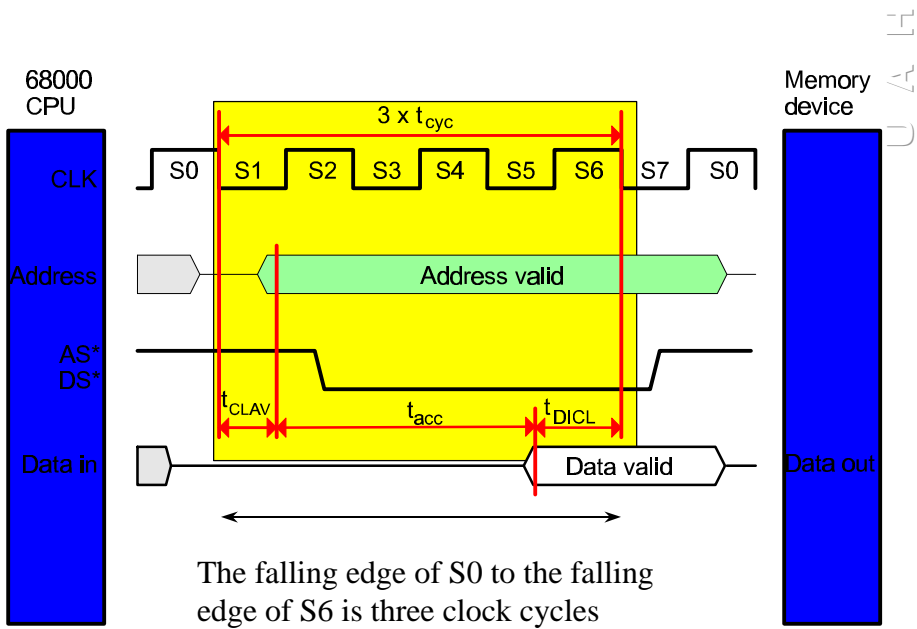 U A H
68000
CPU
Memory
device
3 x tcyc
CLK
S0 S1 S2 S3 S4 S5 S6 S7 S0
Address
Address valid
AS*
DS*
tCLAV
tacc
tDICL
Data in
Data valid
Data out
The falling edge of S0 to the falling
edge of S6 is three clock cycles